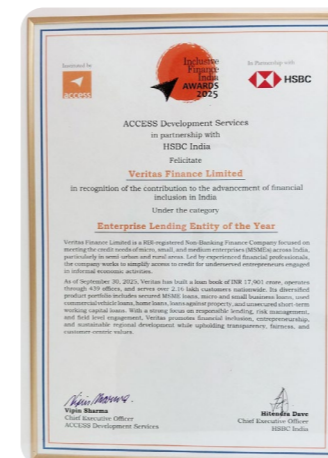 Instituted by
access
Inclusive
Finance
India
AWARDS
2025
In Partnership with
HSBC
ACCESS Development Services
in partnership with
HSBC India
Felicitate
Veritas Finance Limited
in recognition of the contribution to the advancement of financial
inclusion in India
Under the category
Enterprise Lending Entity of the Year
Veritas Finance Limited is a RBI-registered Non-Banking Finance Company focused on
meeting the credit needs of micro, small, and medium enterprises (MSMEs) across India,
particularly in semi urban and rural areas. Led by experienced financial professionals,
the company works to simplify access to credit for underserved entrepreneurs engaged
in informal economic activities.
As of September 30, 2025, Veritas has built a loan book of INR 17,901 crore, operates
through 439 offices, and serves over 2.16 lakh customers nationwide. Its diversified
product portfolio includes secured MSME loans, micro and small business loans, used
commercial vehicle loans, home loans, loans against property, and unsecured short-term
working capital loans. With a strong focus on responsible lending, risk management,
and field level engagement, Veritas promotes financial inclusion, entrepreneurship,
and sustainable regional development while upholding transparency, fairness, and
customer-centric values.
Vipin Sharma
Vipin Sharma
Chief Executive Officer
ACCESS Development Services
Hitendra Dave
Chief Executive Officer
HSBC India